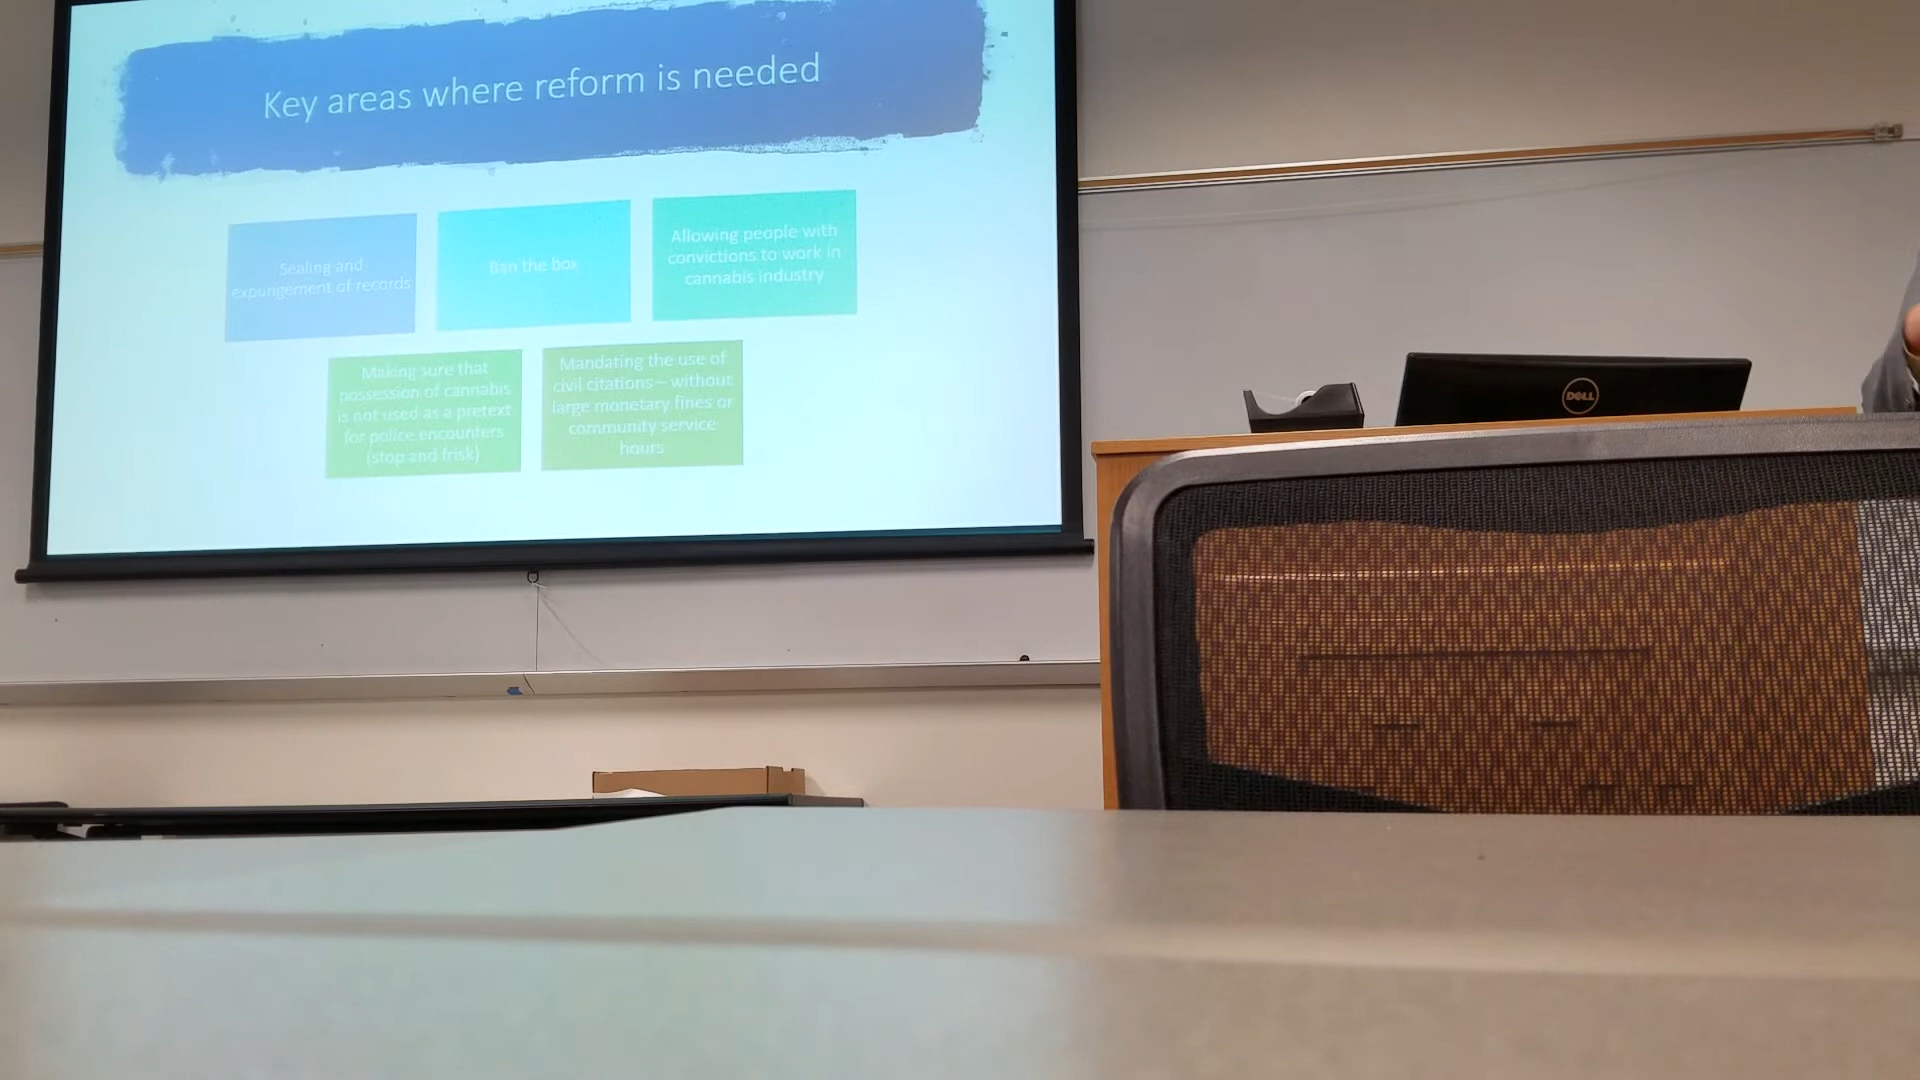 Key areas where reform is needed
Sealing and
expungement of records
Ban the box
Allowing people with
convictions to work in
cannabis industry
Making sure that
possession of cannabis
is not used as a pretext
for police encounters
(stop and frisk)
Mandating the use of
civil citations – without
large monetary fines or
community service
hours
DELL